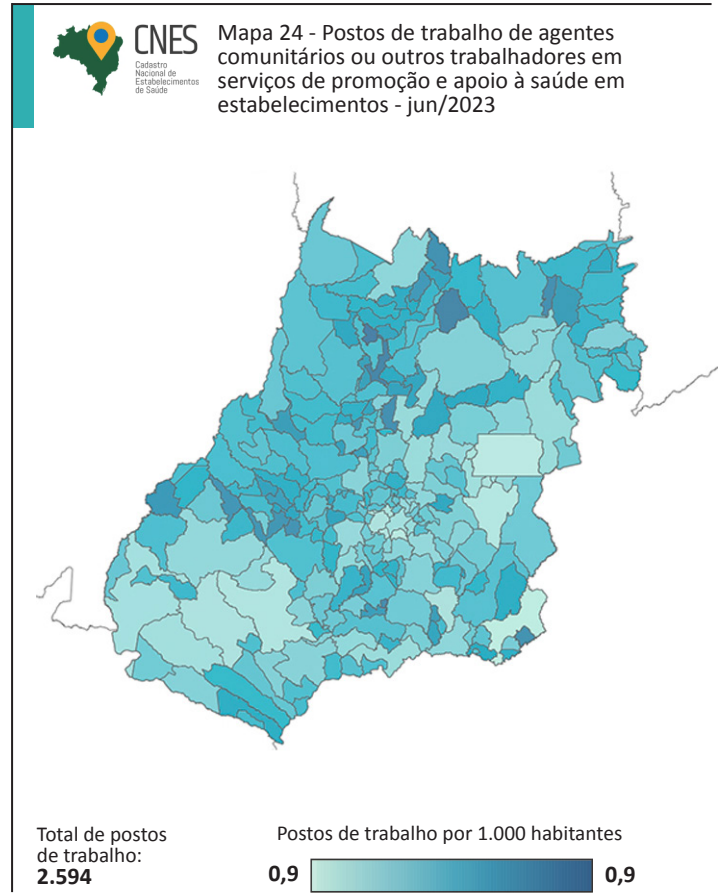 CNES
Cadastro
Nacional de
Estabelecimentos
de Saúde
Mapa 24 - Postos de trabalho de agentes
comunitários ou outros trabalhadores em
serviços de promoção e apoio à saúde em
estabelecimentos - jun/2023
Total de postos
de trabalho:
2.594
Postos de trabalho por 1.000 habitantes
0,9
0,9